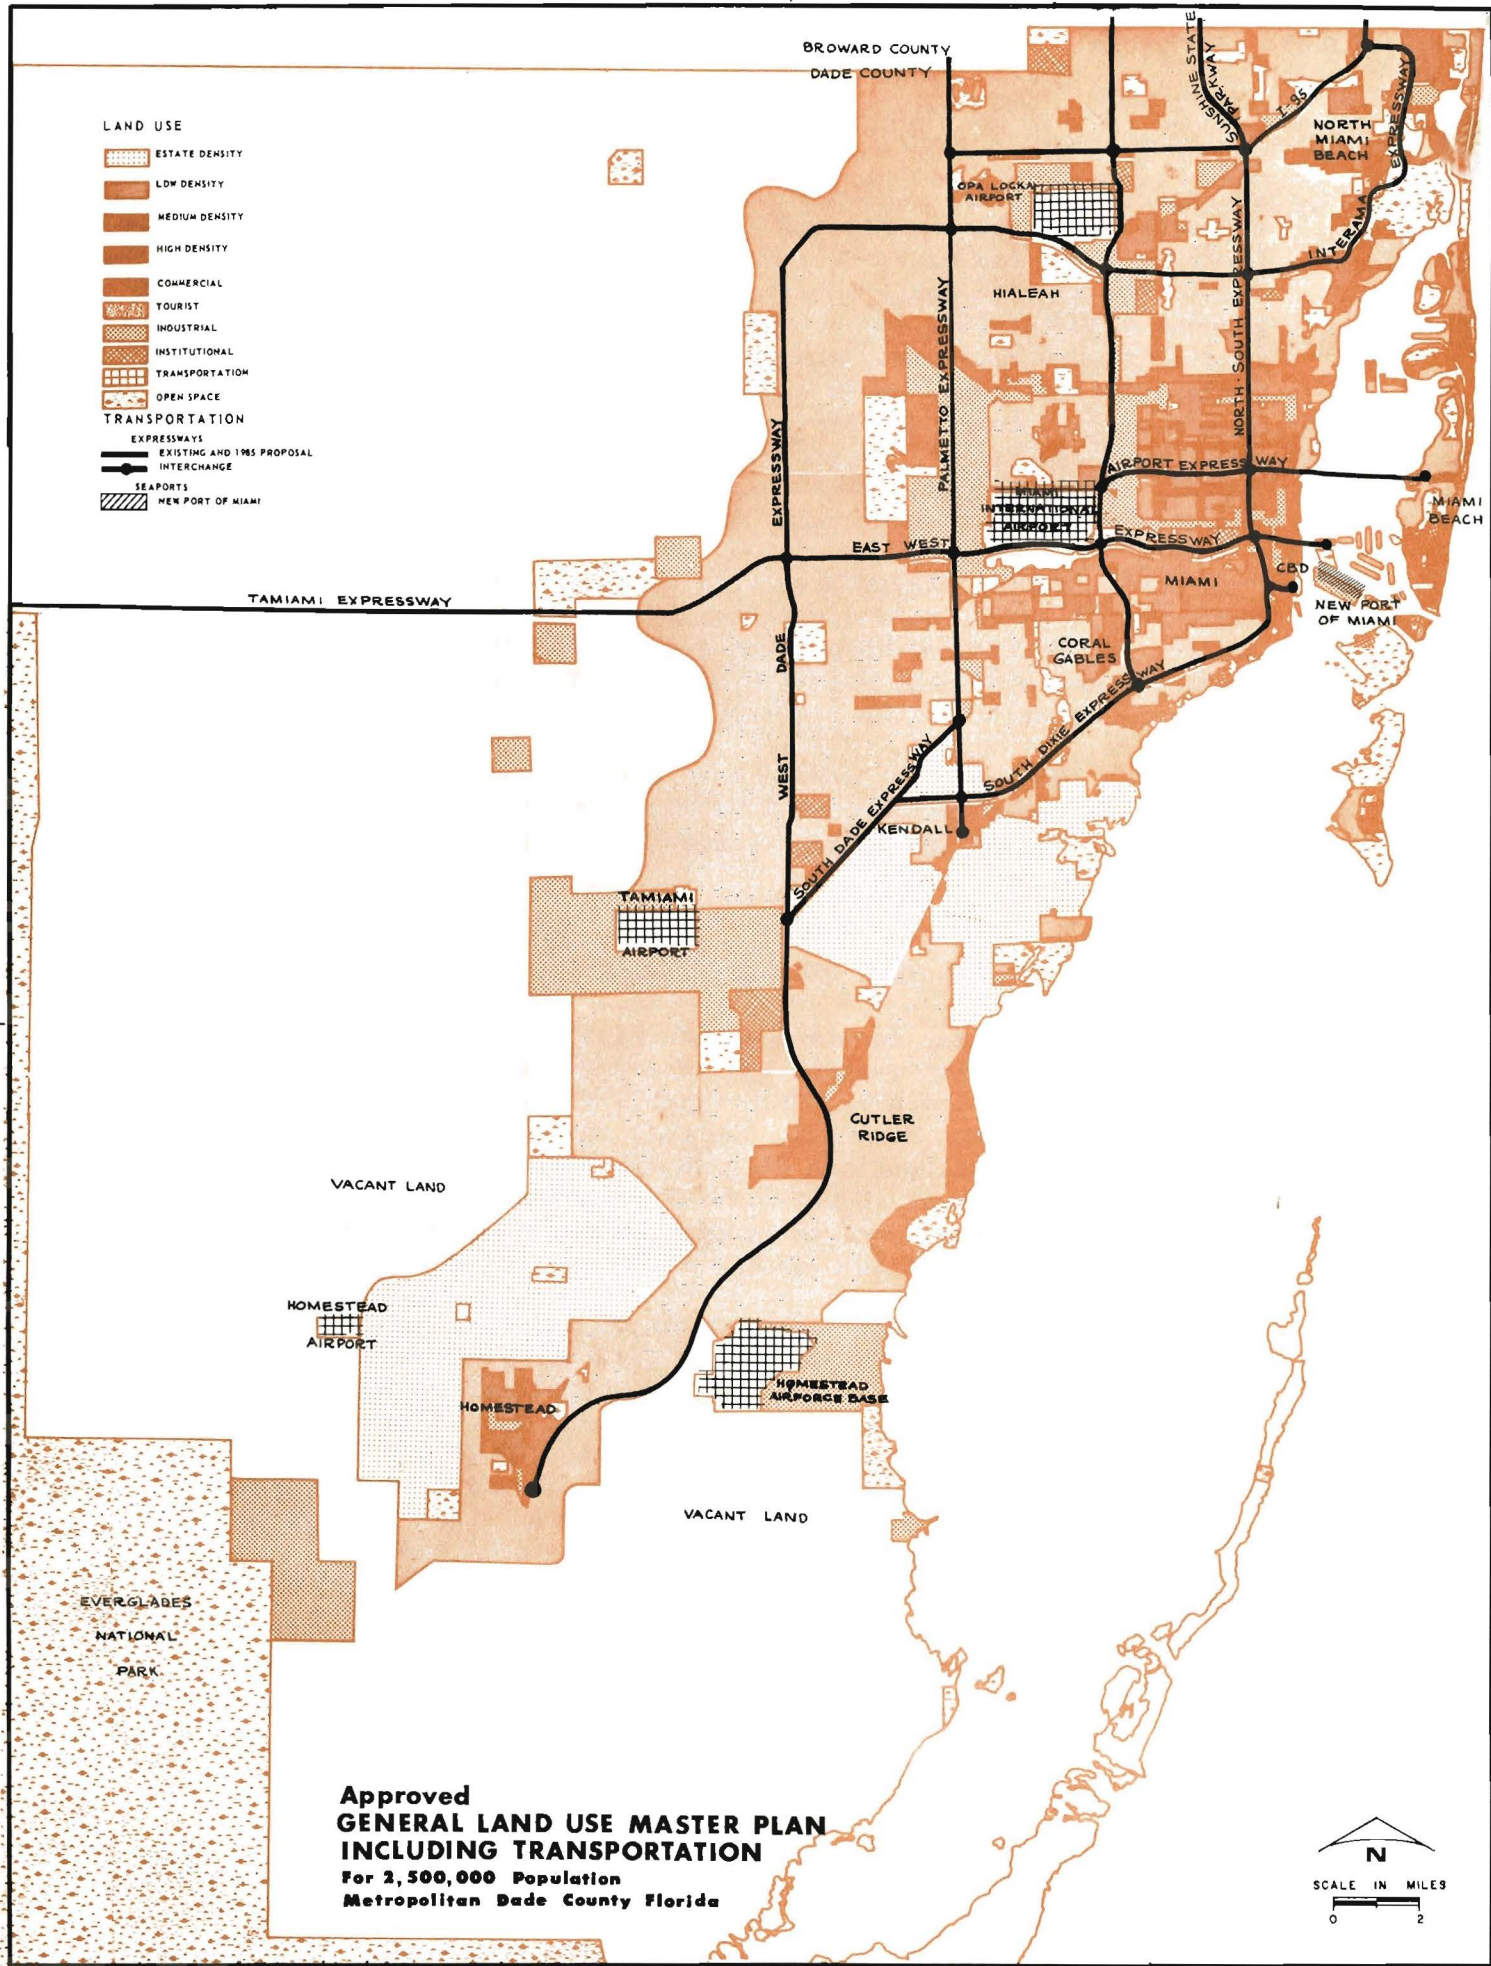 BROWARD COUNTY
DADE COUNTY
SUNSHINE STATE
PARKWAY
I-95
EXPRESSWAY
INTERAMA
NORTH
MIAMI
BEACH
LAND USE
ESTATE DENSITY
LOW DENSITY
MEDIUM DENSITY
HIGH DENSITY
COMMERCIAL
TOURIST
INDUSTRIAL
INSTITUTIONAL
TRANSPORTATION
OPEN SPACE
TRANSPORTATION
EXPRESSWAYS
EXISTING AND 1985 PROPOSAL
INTERCHANGE
SEAPORTS
NEW PORT OF MIAMI
OPA LOCKA
AIRPORT
HIALEAH
PALMETTO EXPRESSWAY
NORTH-SOUTH EXPRESSWAY
AIRPORT EXPRESSWAY
MIAMI
INTERNATIONAL
AIRPORT
MIAMI
BEACH
EAST WEST EXPRESSWAY
MIAMI
CBD
NEW PORT
OF MIAMI
TAMIAMI EXPRESSWAY
WEST DADE EXPRESSWAY
CORAL
GABLES
SOUTH DIXIE EXPRESSWAY
SOUTH DADE EXPRESSWAY
KENDALL
TAMIAMI
AIRPORT
CUTLER
RIDGE
VACANT LAND
HOMESTEAD
AIRPORT
HOMESTEAD
AIRFORCE BASE
HOMESTEAD
VACANT LAND
EVERGLADES
NATIONAL
PARK
Approved
GENERAL LAND USE MASTER PLAN
INCLUDING TRANSPORTATION
For 2,500,000 Population
Metropolitan Dade County Florida
N
SCALE IN MILES
0 2